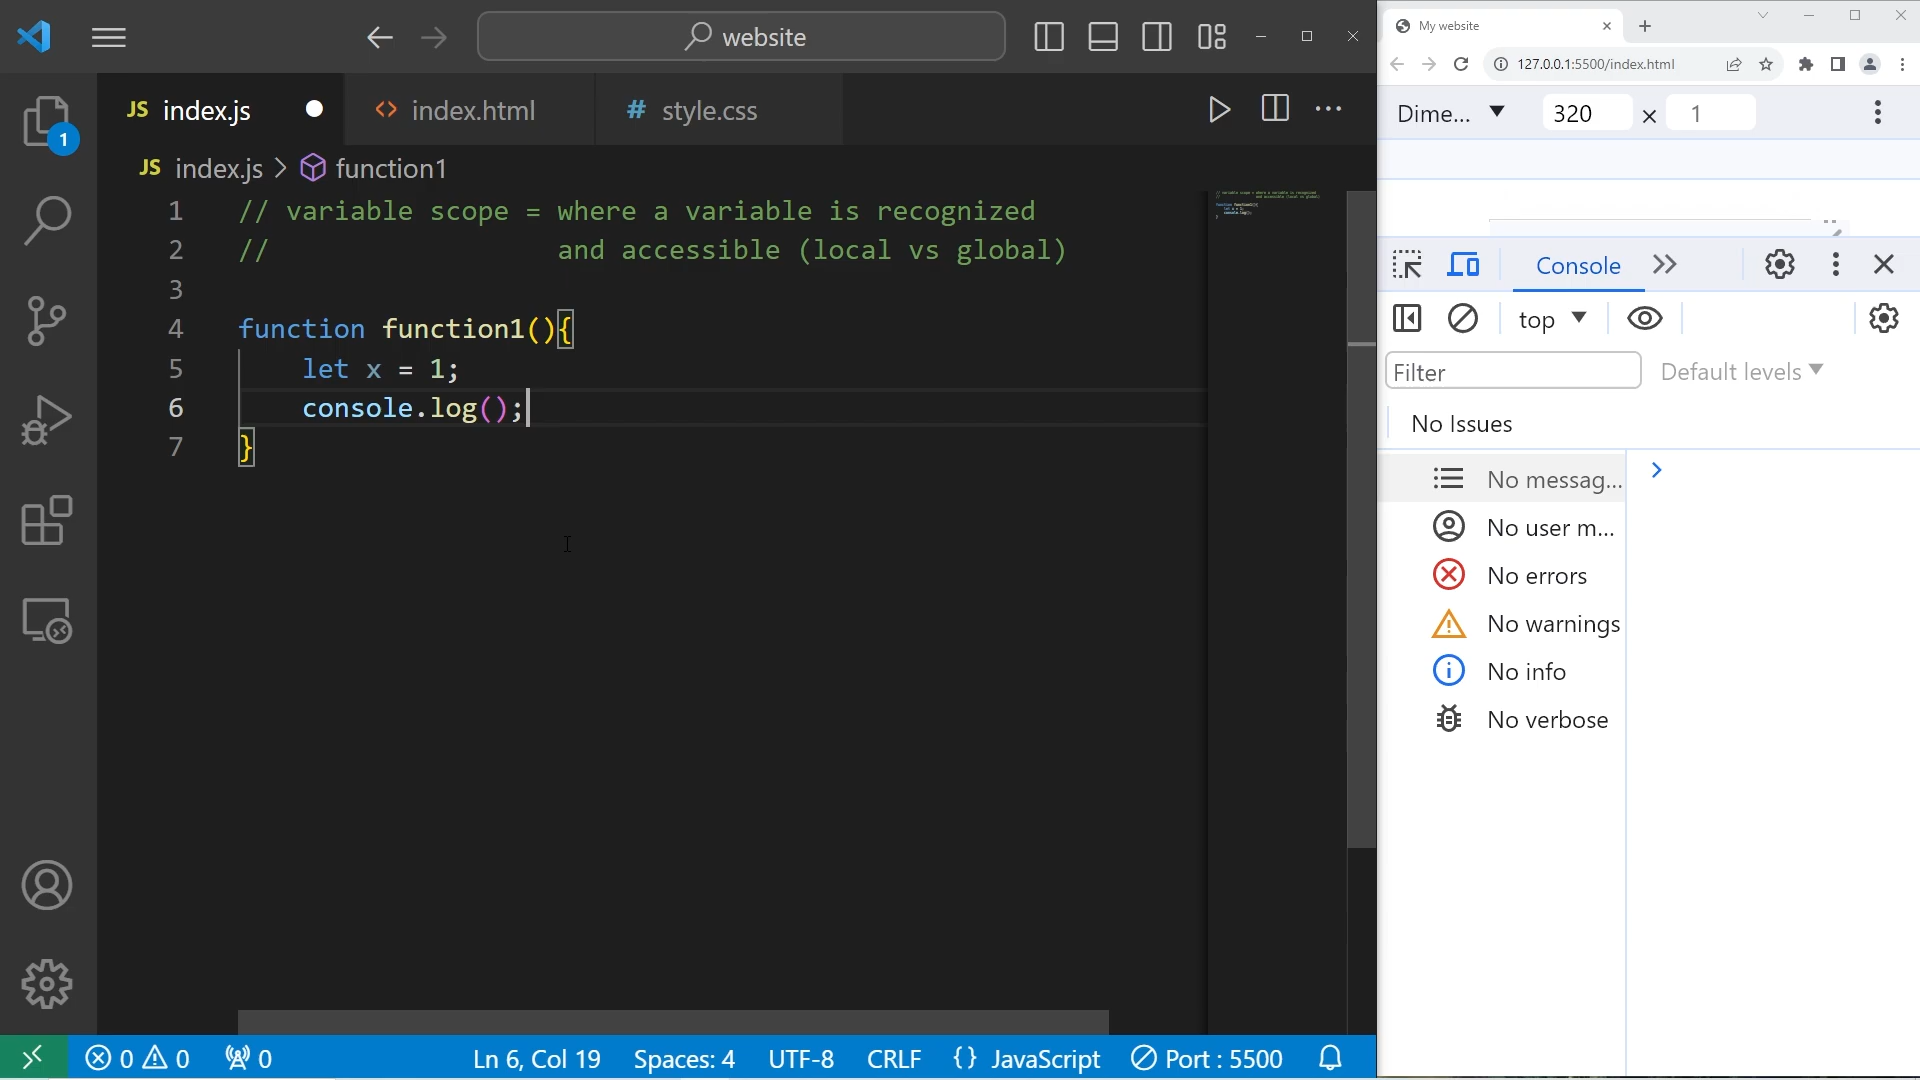 website
JS index.js
<> index.html
# style.css
JS index.js > function1
1 // variable scope = where a variable is recognized
2 //                  and accessible (local vs global)
3
4 function function1(){
5     let x = 1;
6     console.log();
7 }
1
0 0 0
Ln 6, Col 19 Spaces: 4 UTF-8 CRLF {} JavaScript Port : 5500
My website
127.0.0.1:5500/index.html
Dime... 320 × 1
Console
top
Filter Default levels
No Issues
No messag...
No user m...
No errors
No warnings
No info
No verbose